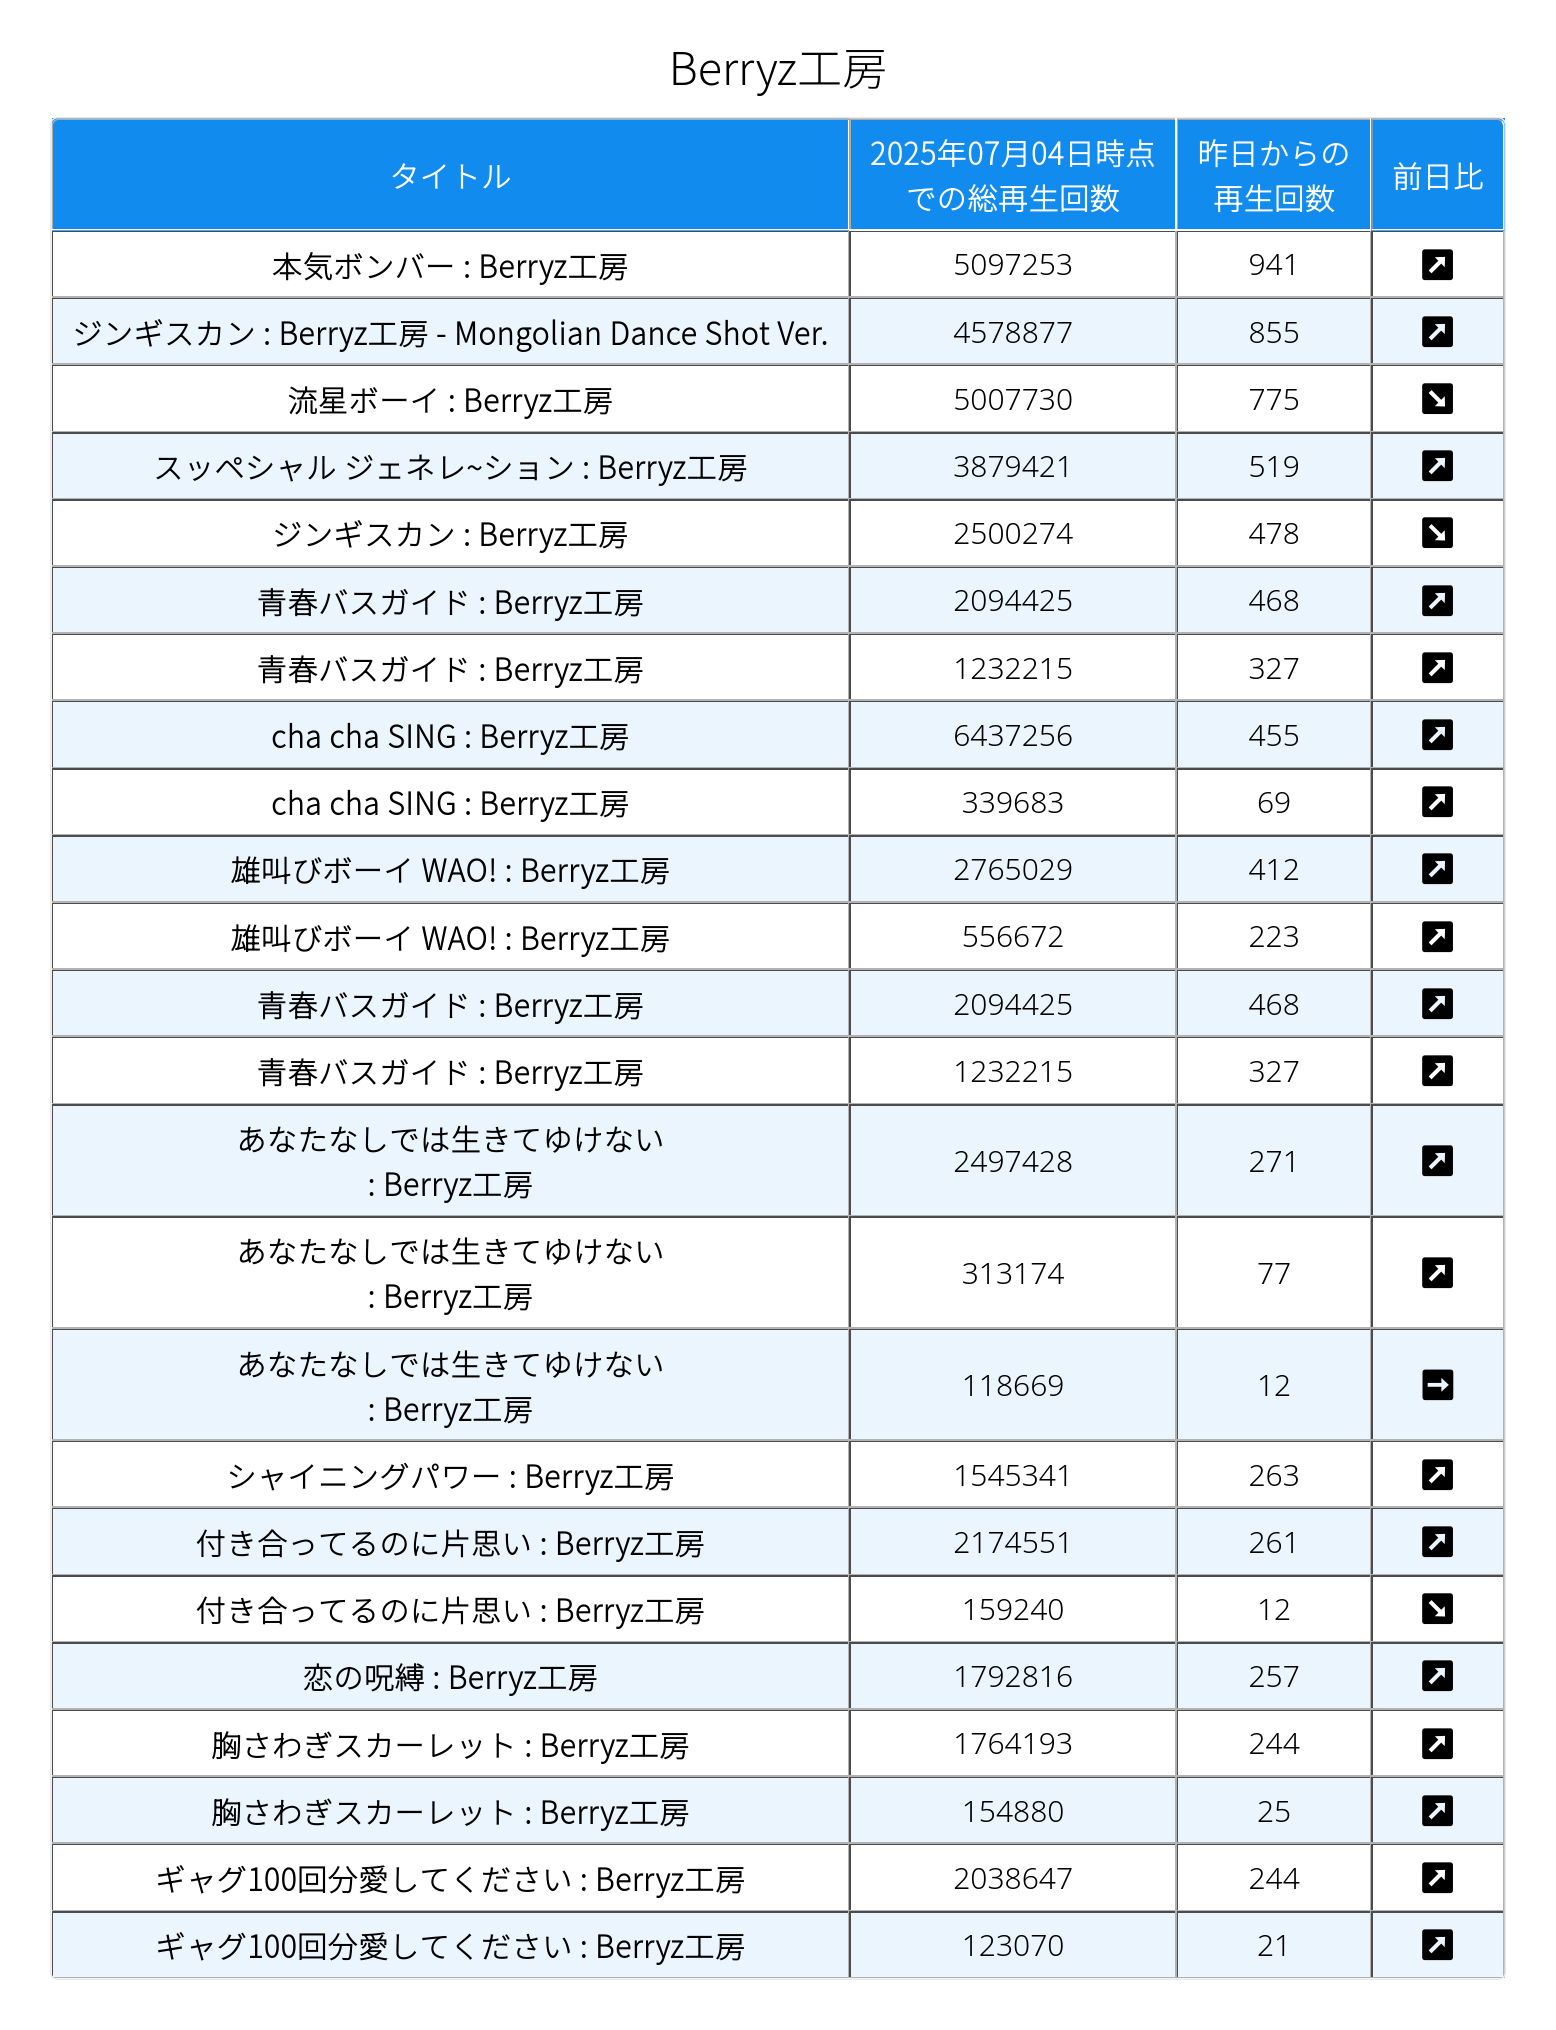 Berryz工房
タイトル
2025年07月04日時点
での総再生回数
昨日からの
再生回数
前日比
本気ボンバー : Berryz工房 5097253 941
ジンギスカン : Berryz工房 - Mongolian Dance Shot Ver. 4578877 855
流星ボーイ : Berryz工房 5007730 775
スッペシャル ジェネレ~ション : Berryz工房 3879421 519
ジンギスカン : Berryz工房 2500274 478
青春バスガイド : Berryz工房 2094425 468
青春バスガイド : Berryz工房 1232215 327
cha cha SING : Berryz工房 6437256 455
cha cha SING : Berryz工房 339683 69
雄叫びボーイ WAO! : Berryz工房 2765029 412
雄叫びボーイ WAO! : Berryz工房 556672 223
青春バスガイド : Berryz工房 2094425 468
青春バスガイド : Berryz工房 1232215 327
あなたなしでは生きてゆけない
: Berryz工房 2497428 271
あなたなしでは生きてゆけない
: Berryz工房 313174 77
あなたなしでは生きてゆけない
: Berryz工房 118669 12
シャイニングパワー : Berryz工房 1545341 263
付き合ってるのに片思い : Berryz工房 2174551 261
付き合ってるのに片思い : Berryz工房 159240 12
恋の呪縛 : Berryz工房 1792816 257
胸さわぎスカーレット : Berryz工房 1764193 244
胸さわぎスカーレット : Berryz工房 154880 25
ギャグ100回分愛してください : Berryz工房 2038647 244
ギャグ100回分愛してください : Berryz工房 123070 21